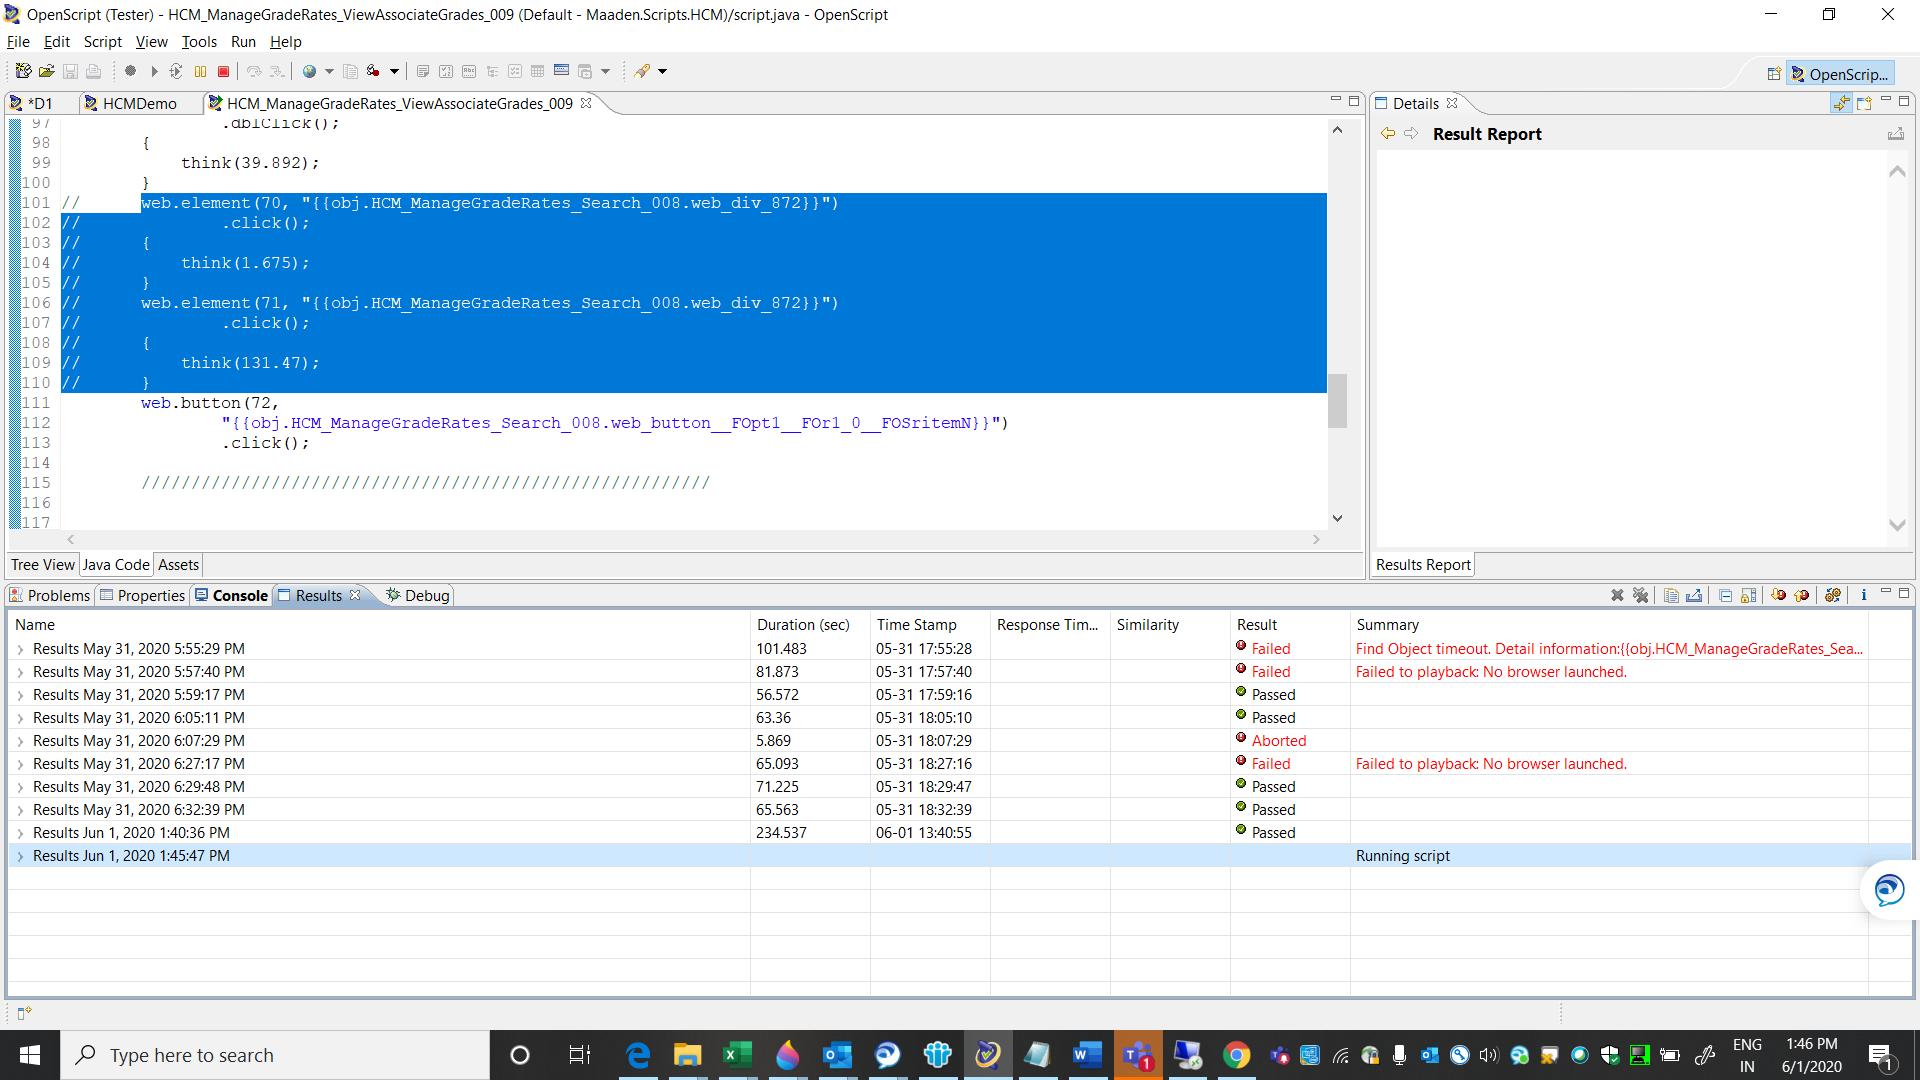 OpenScript (Tester) - HCM_ManageGradeRates_ViewAssociateGrades_009 (Default - Maaden.Scripts.HCM)/script.java - OpenScript
File Edit Script View Tools Run Help
OpenScrip...
*D1 HCMDemo HCM_ManageGradeRates_ViewAssociateGrades_009
Details
Result Report
97 .dblClick();
98 {
99 think(39.892);
100 }
101 // web.element(70, "{{obj.HCM_ManageGradeRates_Search_008.web_div_872}}")
102 // .click();
103 // {
104 // think(1.675);
105 // }
106 // web.element(71, "{{obj.HCM_ManageGradeRates_Search_008.web_div_872}}")
107 // .click();
108 // {
109 // think(131.47);
110 // }
111 web.button(72,
112 "{{obj.HCM_ManageGradeRates_Search_008.web_button__FOpt1__FOr1_0__FOSritemN}}")
113 .click();
114
115 /////////////////////////////////////////////////////////
116
117
Tree View Java Code Assets
Results Report
Problems Properties Console Results Debug
Name Duration (sec) Time Stamp Response Tim... Similarity Result Summary
Results May 31, 2020 5:55:29 PM 101.483 05-31 17:55:28 Failed Find Object timeout. Detail information:{{obj.HCM_ManageGradeRates_Sea...
Results May 31, 2020 5:57:40 PM 81.873 05-31 17:57:40 Failed Failed to playback: No browser launched.
Results May 31, 2020 5:59:17 PM 56.572 05-31 17:59:16 Passed
Results May 31, 2020 6:05:11 PM 63.36 05-31 18:05:10 Passed
Results May 31, 2020 6:07:29 PM 5.869 05-31 18:07:29 Aborted
Results May 31, 2020 6:27:17 PM 65.093 05-31 18:27:16 Failed Failed to playback: No browser launched.
Results May 31, 2020 6:29:48 PM 71.225 05-31 18:29:47 Passed
Results May 31, 2020 6:32:39 PM 65.563 05-31 18:32:39 Passed
Results Jun 1, 2020 1:40:36 PM 234.537 06-01 13:40:55 Passed
Results Jun 1, 2020 1:45:47 PM Running script
Type here to search
ENG
IN
1:46 PM
6/1/2020
1
1